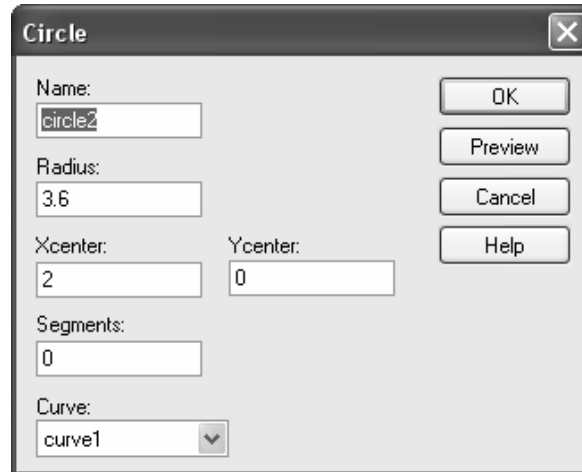 Circle
Name:
circle2
OK
Preview
Radius:
3.6
Cancel
Xcenter:
Ycenter:
Help
2
0
Segments:
0
Curve:
curve1